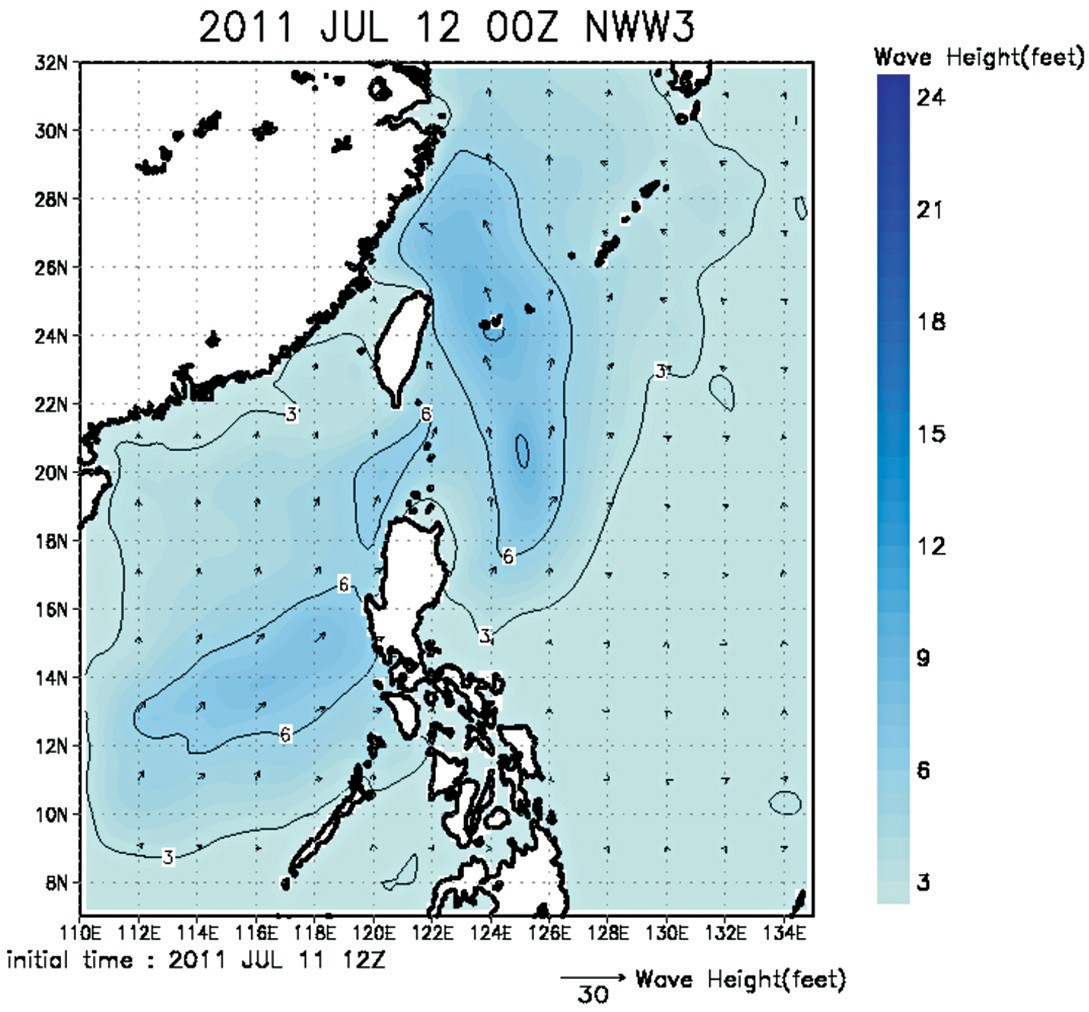 2011 JUL 12 00Z NWW3
Wave Height(feet)
24
21
18
15
12
9
6
3
32N
30N
28N
26N
24N
22N
20N
18N
16N
14N
12N
10N
8N
3
3
6
6
6
3
6
3
110E 112E 114E 116E 118E 120E 122E 124E 126E 128E 130E 132E 134E
initial time : 2011 JUL 11 12Z
30
Wave Height(feet)